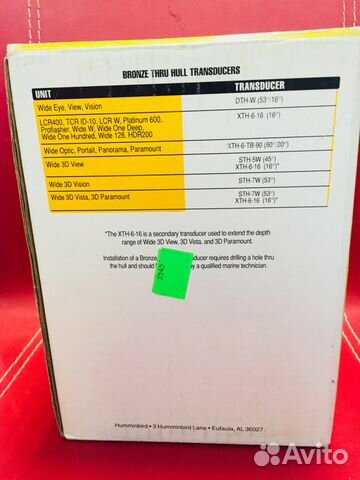 BRONZE THRU HULL TRANSDUCERS
UNIT TRANSDUCER
Wide Eye, View, Vision DTH-W (53°/16°)
LCR400, TCR ID-10, LCR W, Platinum 600, XTH-6-16 (16°)
Proflasher, Wide W, Wide One Deep,
Wide One Hundred, Wide 128, HDR200
Wide Optic, Portait, Panorama, Paramount XTH-6-TB-90 (90°/20°)
Wide 3D View STH-5W (45°)
XTH-6-16 (16°)*
Wide 3D Vision STH-7W (53°)
Wide 3D Vista, 3D Paramount STH-7W (53°)
XTH-6-16 (16°)*
*The XTH-6-16 is a secondary transducer used to extend the depth
range of Wide 3D View, 3D Vista, and 3D Paramount.
Installation of a Bronze ducer requires drilling a hole thru
the hull and should by a qualified marine technician.
Humminbird • 3 Humminbird Lane • Eufaula, AL 36027
Avito